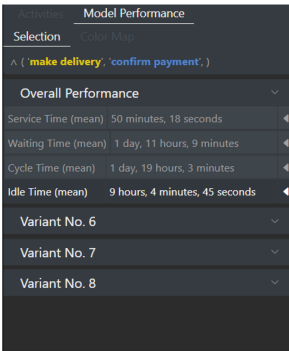 Activities Model Performance
Selection Color Map
∧ ( 'make delivery', 'confirm payment', )
Overall Performance
Service Time (mean) 50 minutes, 18 seconds
Waiting Time (mean) 1 day, 11 hours, 9 minutes
Cycle Time (mean) 1 day, 19 hours, 3 minutes
Idle Time (mean) 9 hours, 4 minutes, 45 seconds
Variant No. 6
Variant No. 7
Variant No. 8